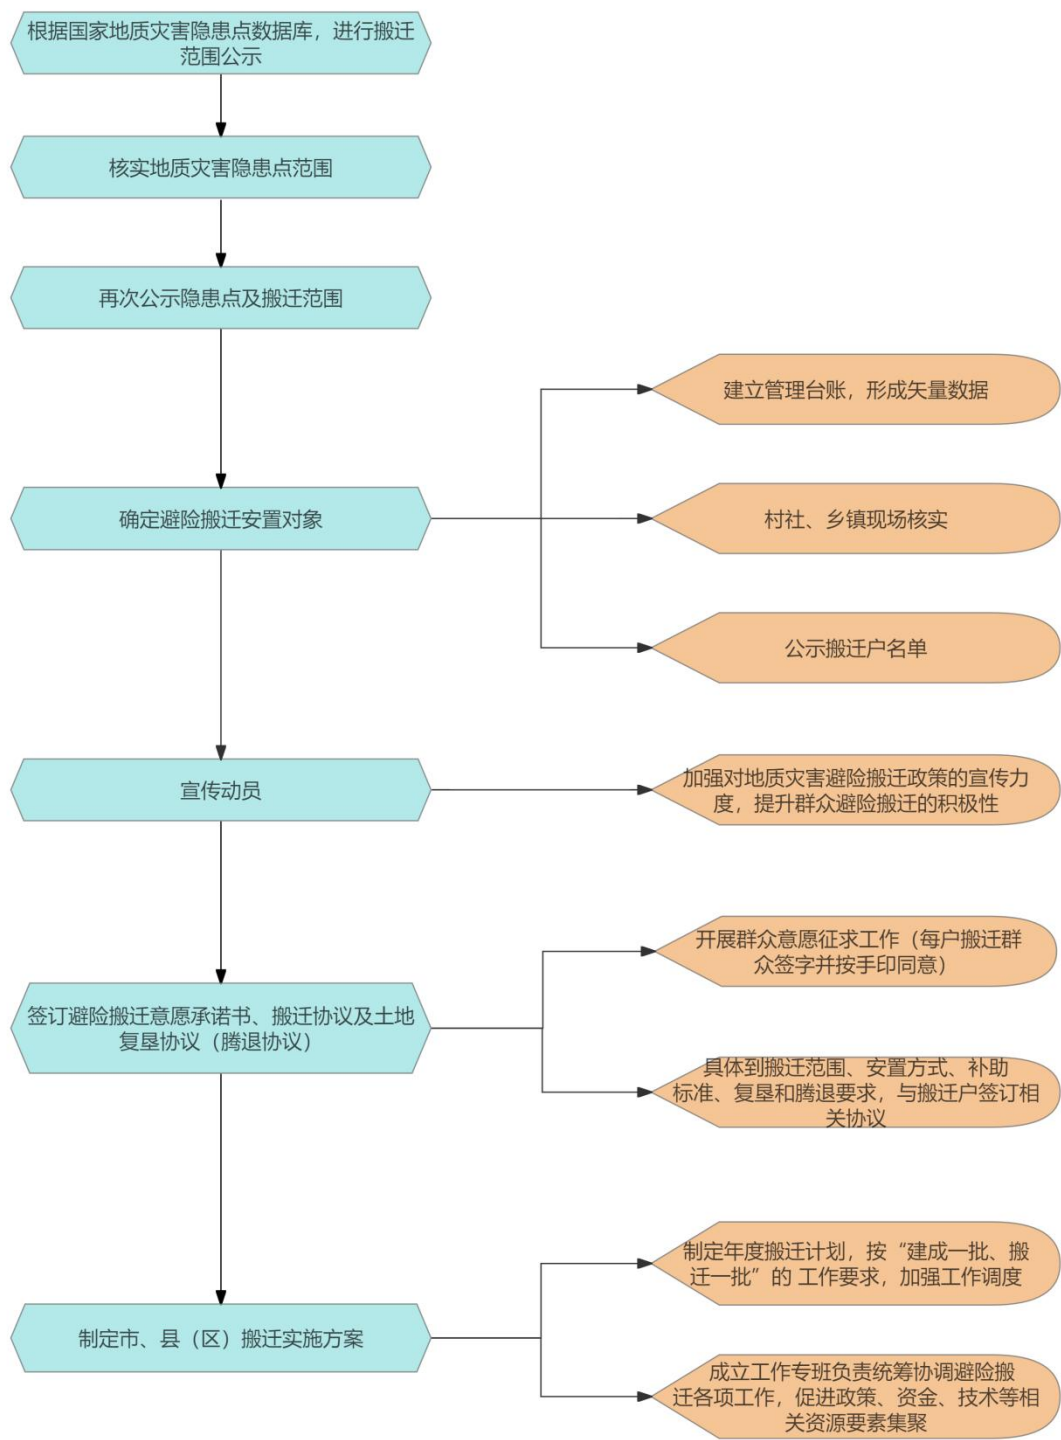 根据国家地质灾害隐患点数据库，进行搬迁
范围公示
核实地质灾害隐患点范围
再次公示隐患点及搬迁范围
建立管理台账，形成矢量数据
确定避险搬迁安置对象
村社、乡镇现场核实
公示搬迁户名单
宣传动员
加强对地质灾害避险搬迁政策的宣传力
度，提升群众避险搬迁的积极性
开展群众意愿征求工作（每户搬迁群
众签字并按手印同意）
签订避险搬迁意愿承诺书、搬迁协议及土地
复垦协议（腾退协议）
具体到搬迁范围、安置方式、补助
标准、复垦和腾退要求，与搬迁户签订相
关协议
制定年度搬迁计划，按“建成一批、搬
迁一批”的 工作要求，加强工作调度
制定市、县（区）搬迁实施方案
成立工作专班负责统筹协调避险搬
迁各项工作，促进政策、资金、技术等相
关资源要素集聚